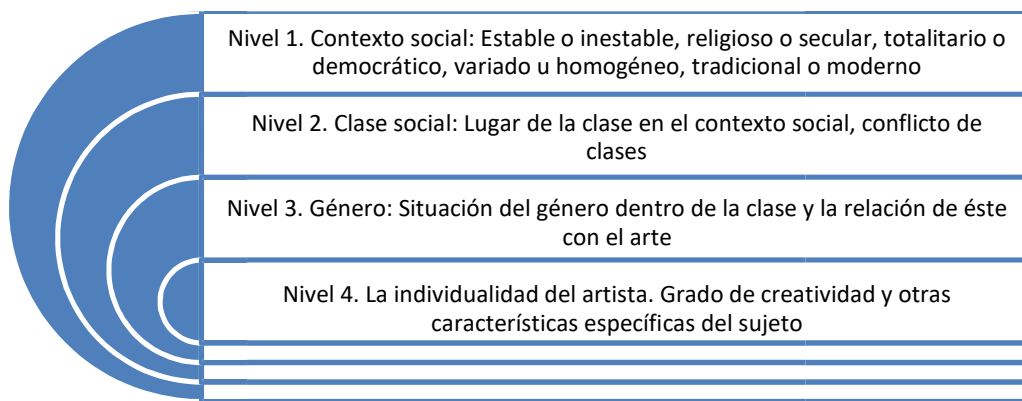 Nivel 1. Contexto social: Estable o inestable, religioso o secular, totalitario o
democrático, variado u homogéneo, tradicional o moderno
Nivel 2. Clase social: Lugar de la clase en el contexto social, conflicto de
clases
Nivel 3. Género: Situación del género dentro de la clase y la relación de éste
con el arte
Nivel 4. La individualidad del artista. Grado de creatividad y otras
características específicas del sujeto